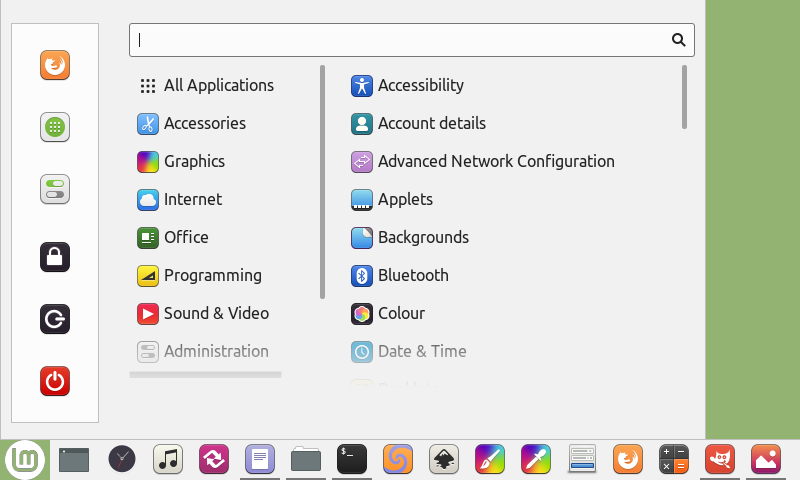 All Applications
Accessories
Graphics
Internet
Office
Programming
Sound & Video
Administration
Accessibility
Account details
Advanced Network Configuration
Applets
Backgrounds
Bluetooth
Colour
Date & Time
$_